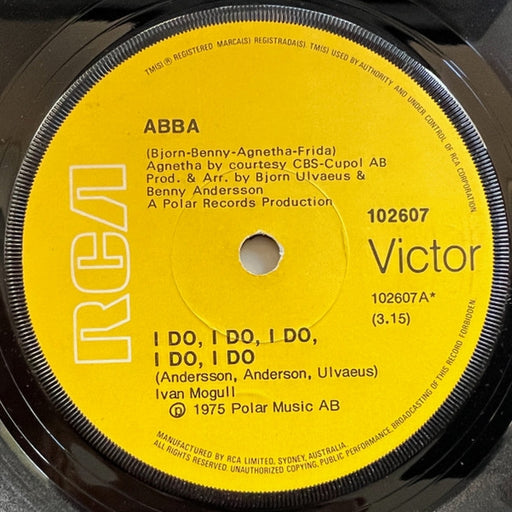 TM(S) ® REGISTERED MARCA(S) REGISTRADA(S). TM(S) USED BY AUTHORITY AND UNDER CONTROL OF RCA CORPORATION.
ABBA
(Bjorn-Benny-Agnetha-Frida)
Agnetha by courtesy CBS-Cupol AB
Prod. & Arr. by Bjorn Ulvaeus &
Benny Andersson
A Polar Records Production
RCA
102607
Victor
102607A*
(3.15)
I DO, I DO, I DO,
I DO, I DO
(Andersson, Anderson, Ulvaeus)
Ivan Mogull
℗ 1975 Polar Music AB
MANUFACTURED BY RCA LIMITED, SYDNEY, AUSTRALIA.
ALL RIGHTS RESERVED. UNAUTHORIZED COPYING, PUBLIC PERFORMANCE, BROADCASTING OF THIS RECORD FORBIDDEN.